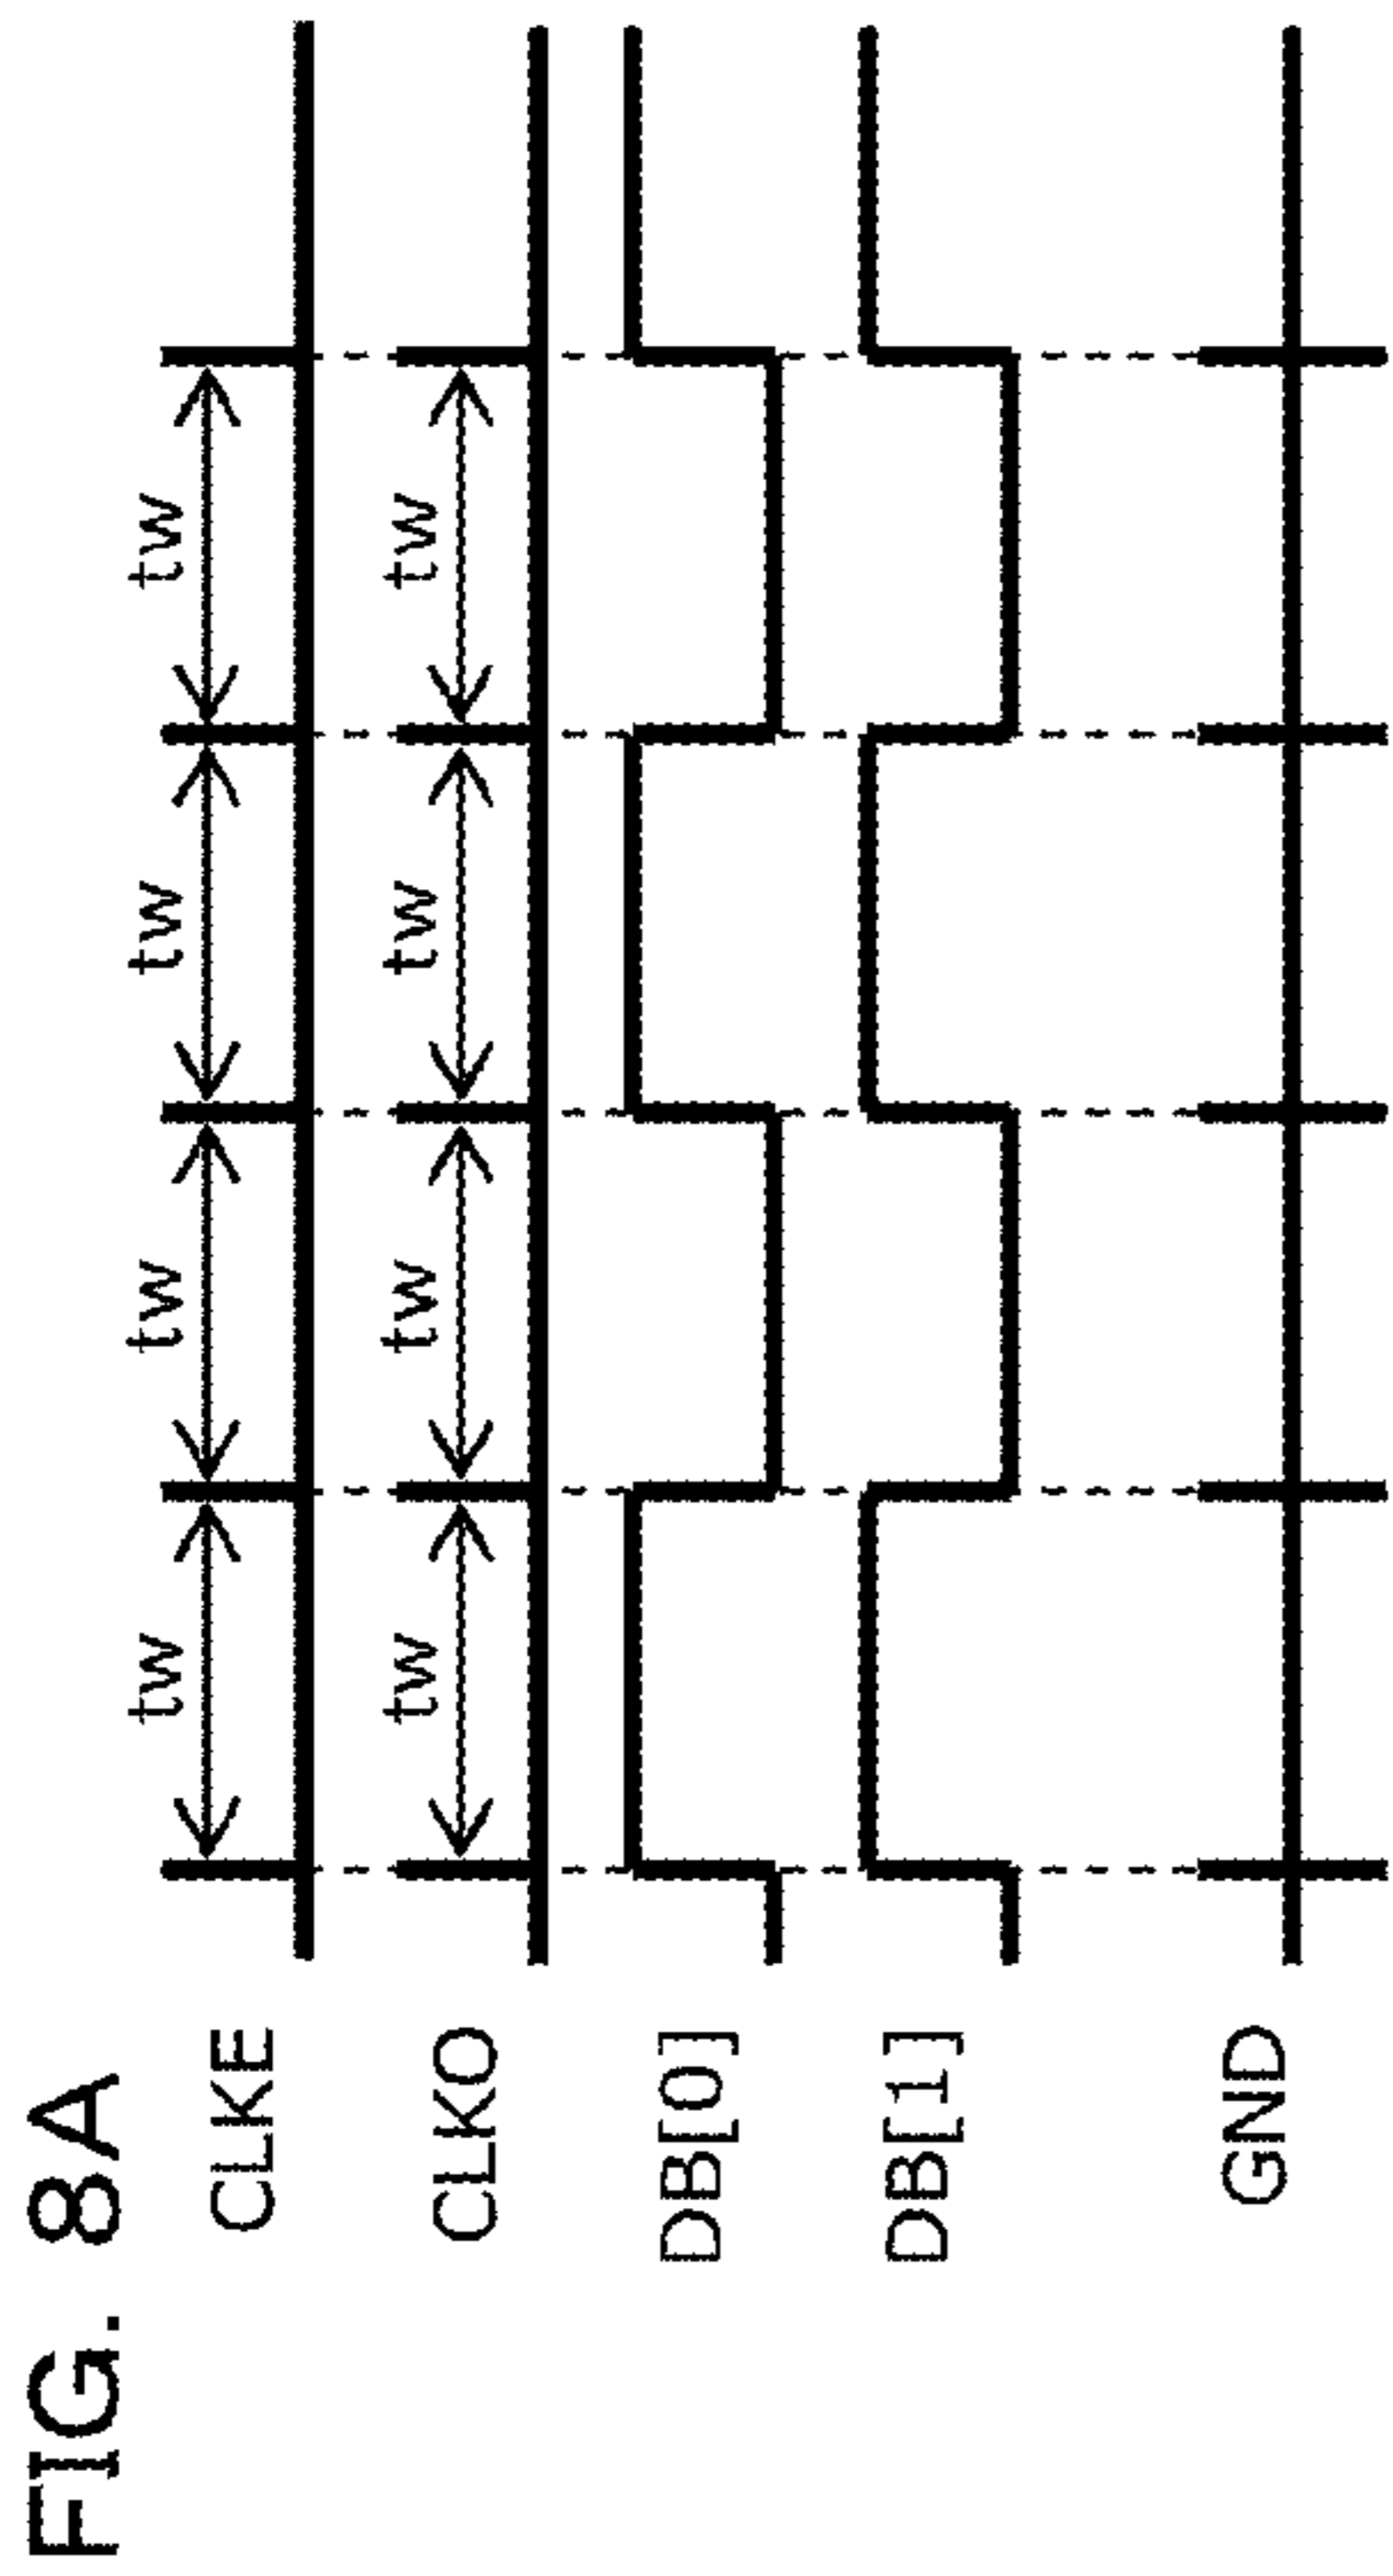 FIG. 8A
tw tw tw tw
CLKE
tw tw tw tw
CLKO
DB[0]
DB[1]
GND